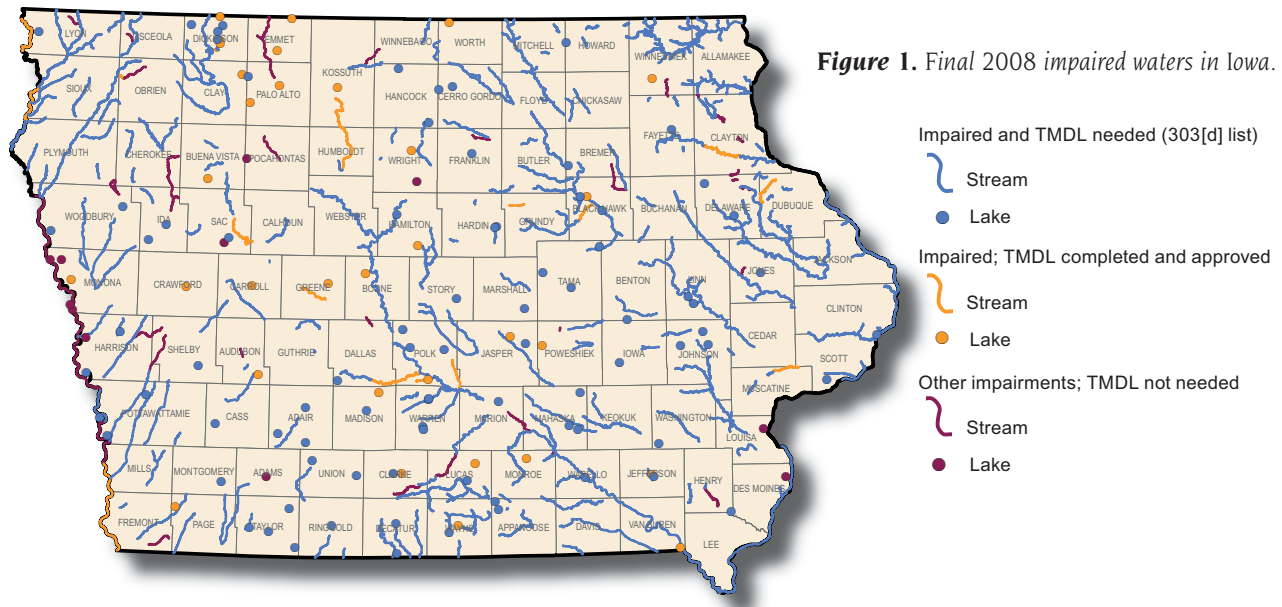 Figure 1. Final 2008 impaired waters in Iowa.
Impaired and TMDL needed (303[d] list)
Stream
Lake
Impaired; TMDL completed and approved
Stream
Lake
Other impairments; TMDL not needed
Stream
Lake
LYON OSCEOLA DICKINSON EMMET WINNEBAGO WORTH MITCHELL HOWARD WINNESHIEK ALLAMAKEE
KOSSUTH
SIOUX OBRIEN CLAY PALO ALTO HANCOCK CERRO GORDO FLOYD CHICKASAW
FAYETTE CLAYTON
PLYMOUTH CHEROKEE BUENA VISTA POCAHONTAS HUMBOLDT WRIGHT FRANKLIN BUTLER BREMER
WOODBURY IDA SAC CALHOUN WEBSTER HAMILTON HARDIN GRUNDY BLACK HAWK BUCHANAN DELAWARE DUBUQUE
JACKSON
MONONA CRAWFORD CARROLL GREENE BOONE STORY MARSHALL TAMA BENTON LINN JONES
CLINTON
CEDAR
HARRISON SHELBY AUDUBON GUTHRIE DALLAS POLK JASPER POWESHIEK IOWA JOHNSON
SCOTT
MUSCATINE
POTTAWATTAMIE CASS ADAIR MADISON WARREN MARION MAHASKA KEOKUK WASHINGTON
LOUISA
MILLS MONTGOMERY ADAMS UNION CLARKE LUCAS MONROE WAPELLO JEFFERSON HENRY
DES MOINES
FREMONT PAGE TAYLOR RINGGOLD DECATUR WAYNE APPANOOSE DAVIS VAN BUREN
LEE